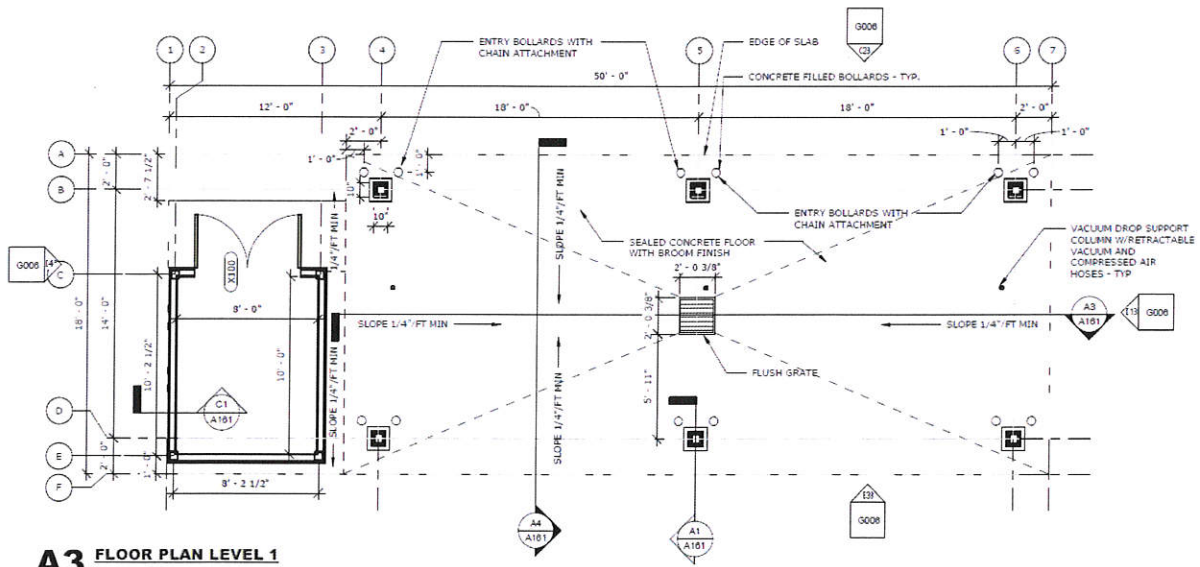 G006
C23
1
2
3
4
5
6
7
ENTRY BOLLARDS WITH
CHAIN ATTACHMENT
EDGE OF SLAB
CONCRETE FILLED BOLLARDS - TYP.
50' - 0"
12' - 0"
18' - 0"
18' - 0"
2' - 0"
2' - 0"
1' - 0"
1' - 0"
1' - 0"
1' - 0"
A
B
C
D
E
F
2' - 0"
2' - 7 1/2"
10"
10"
1/4"/FT MIN
SLOPE 1/4"/FT MIN
ENTRY BOLLARDS WITH
CHAIN ATTACHMENT
SEALED CONCRETE FLOOR
WITH BROOM FINISH
2' - 0 3/8"
2' - 0 3/8"
VACUUM DROP SUPPORT
COLUMN W/RETRACTABLE
VACUUM AND
COMPRESSED AIR
HOSES - TYP
G006
X100
8' - 0"
18' - 0"
14' - 0"
10' - 2 1/2"
10' - 0"
SLOPE 1/4"/FT MIN
SLOPE 1/4"/FT MIN
A3
A161
G006
FLUSH GRATE
5' - 11"
C1
A161
SLOPE 1/4"/FT MIN
SLOPE 1/4"/FT MIN
2' - 0"
1' - 0"
8' - 2 1/2"
A4
A161
A1
A161
G006
A3 FLOOR PLAN LEVEL 1